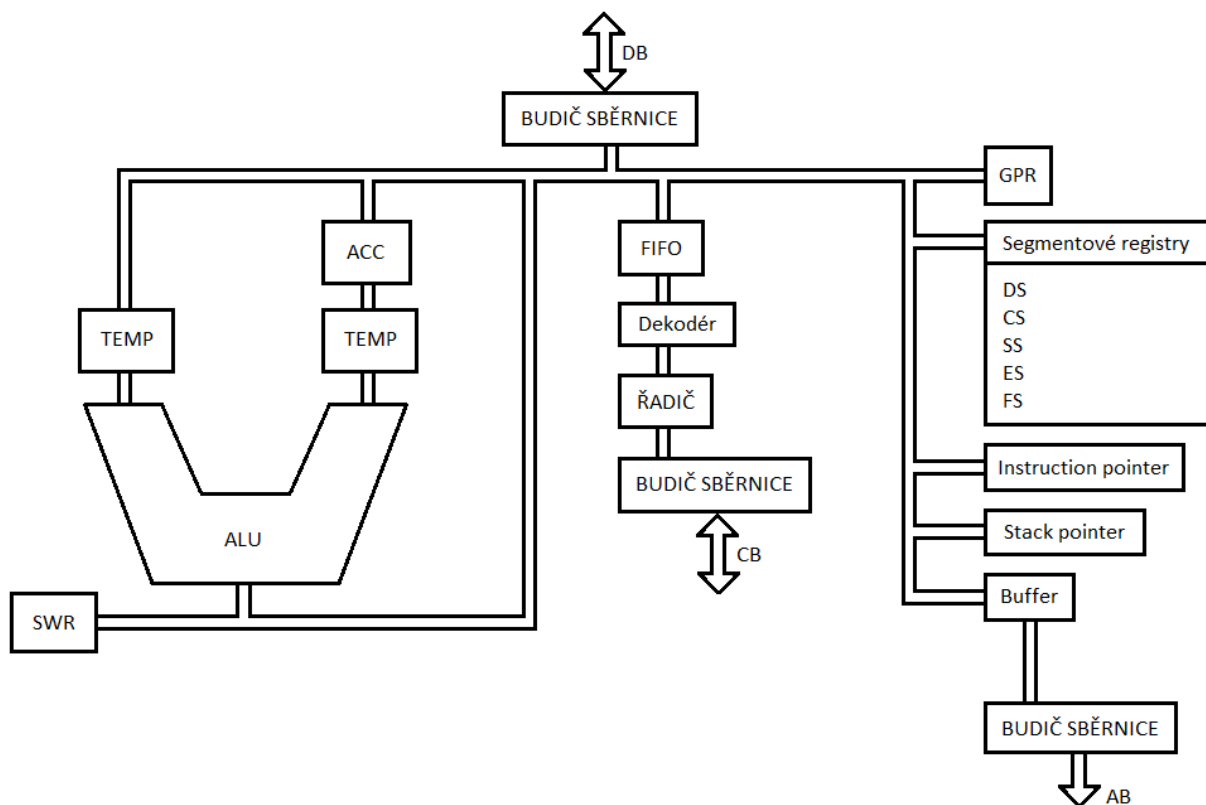 DB
BUDIČ SBĚRNICE
GPR
ACC
FIFO
Segmentové registry
DS
CS
SS
ES
FS
TEMP
TEMP
Dekodér
ŘADIČ
BUDIČ SBĚRNICE
Instruction pointer
ALU
CB
Stack pointer
SWR
Buffer
BUDIČ SBĚRNICE
AB